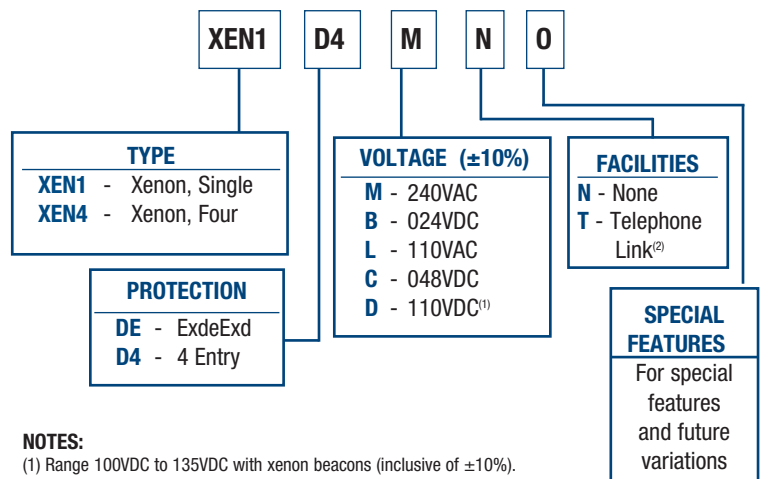 XEN1 D4 M N O
TYPE
XEN1 - Xenon, Single
XEN4 - Xenon, Four
PROTECTION
DE - ExdeExd
D4 - 4 Entry
VOLTAGE (±10%)
M - 240VAC
B - 024VDC
L - 110VAC
C - 048VDC
D - 110VDC(1)
FACILITIES
N - None
T - Telephone
Link(2)
SPECIAL
FEATURES
For special
features
and future
variations
NOTES:
(1) Range 100VDC to 135VDC with xenon beacons (inclusive of ±10%).